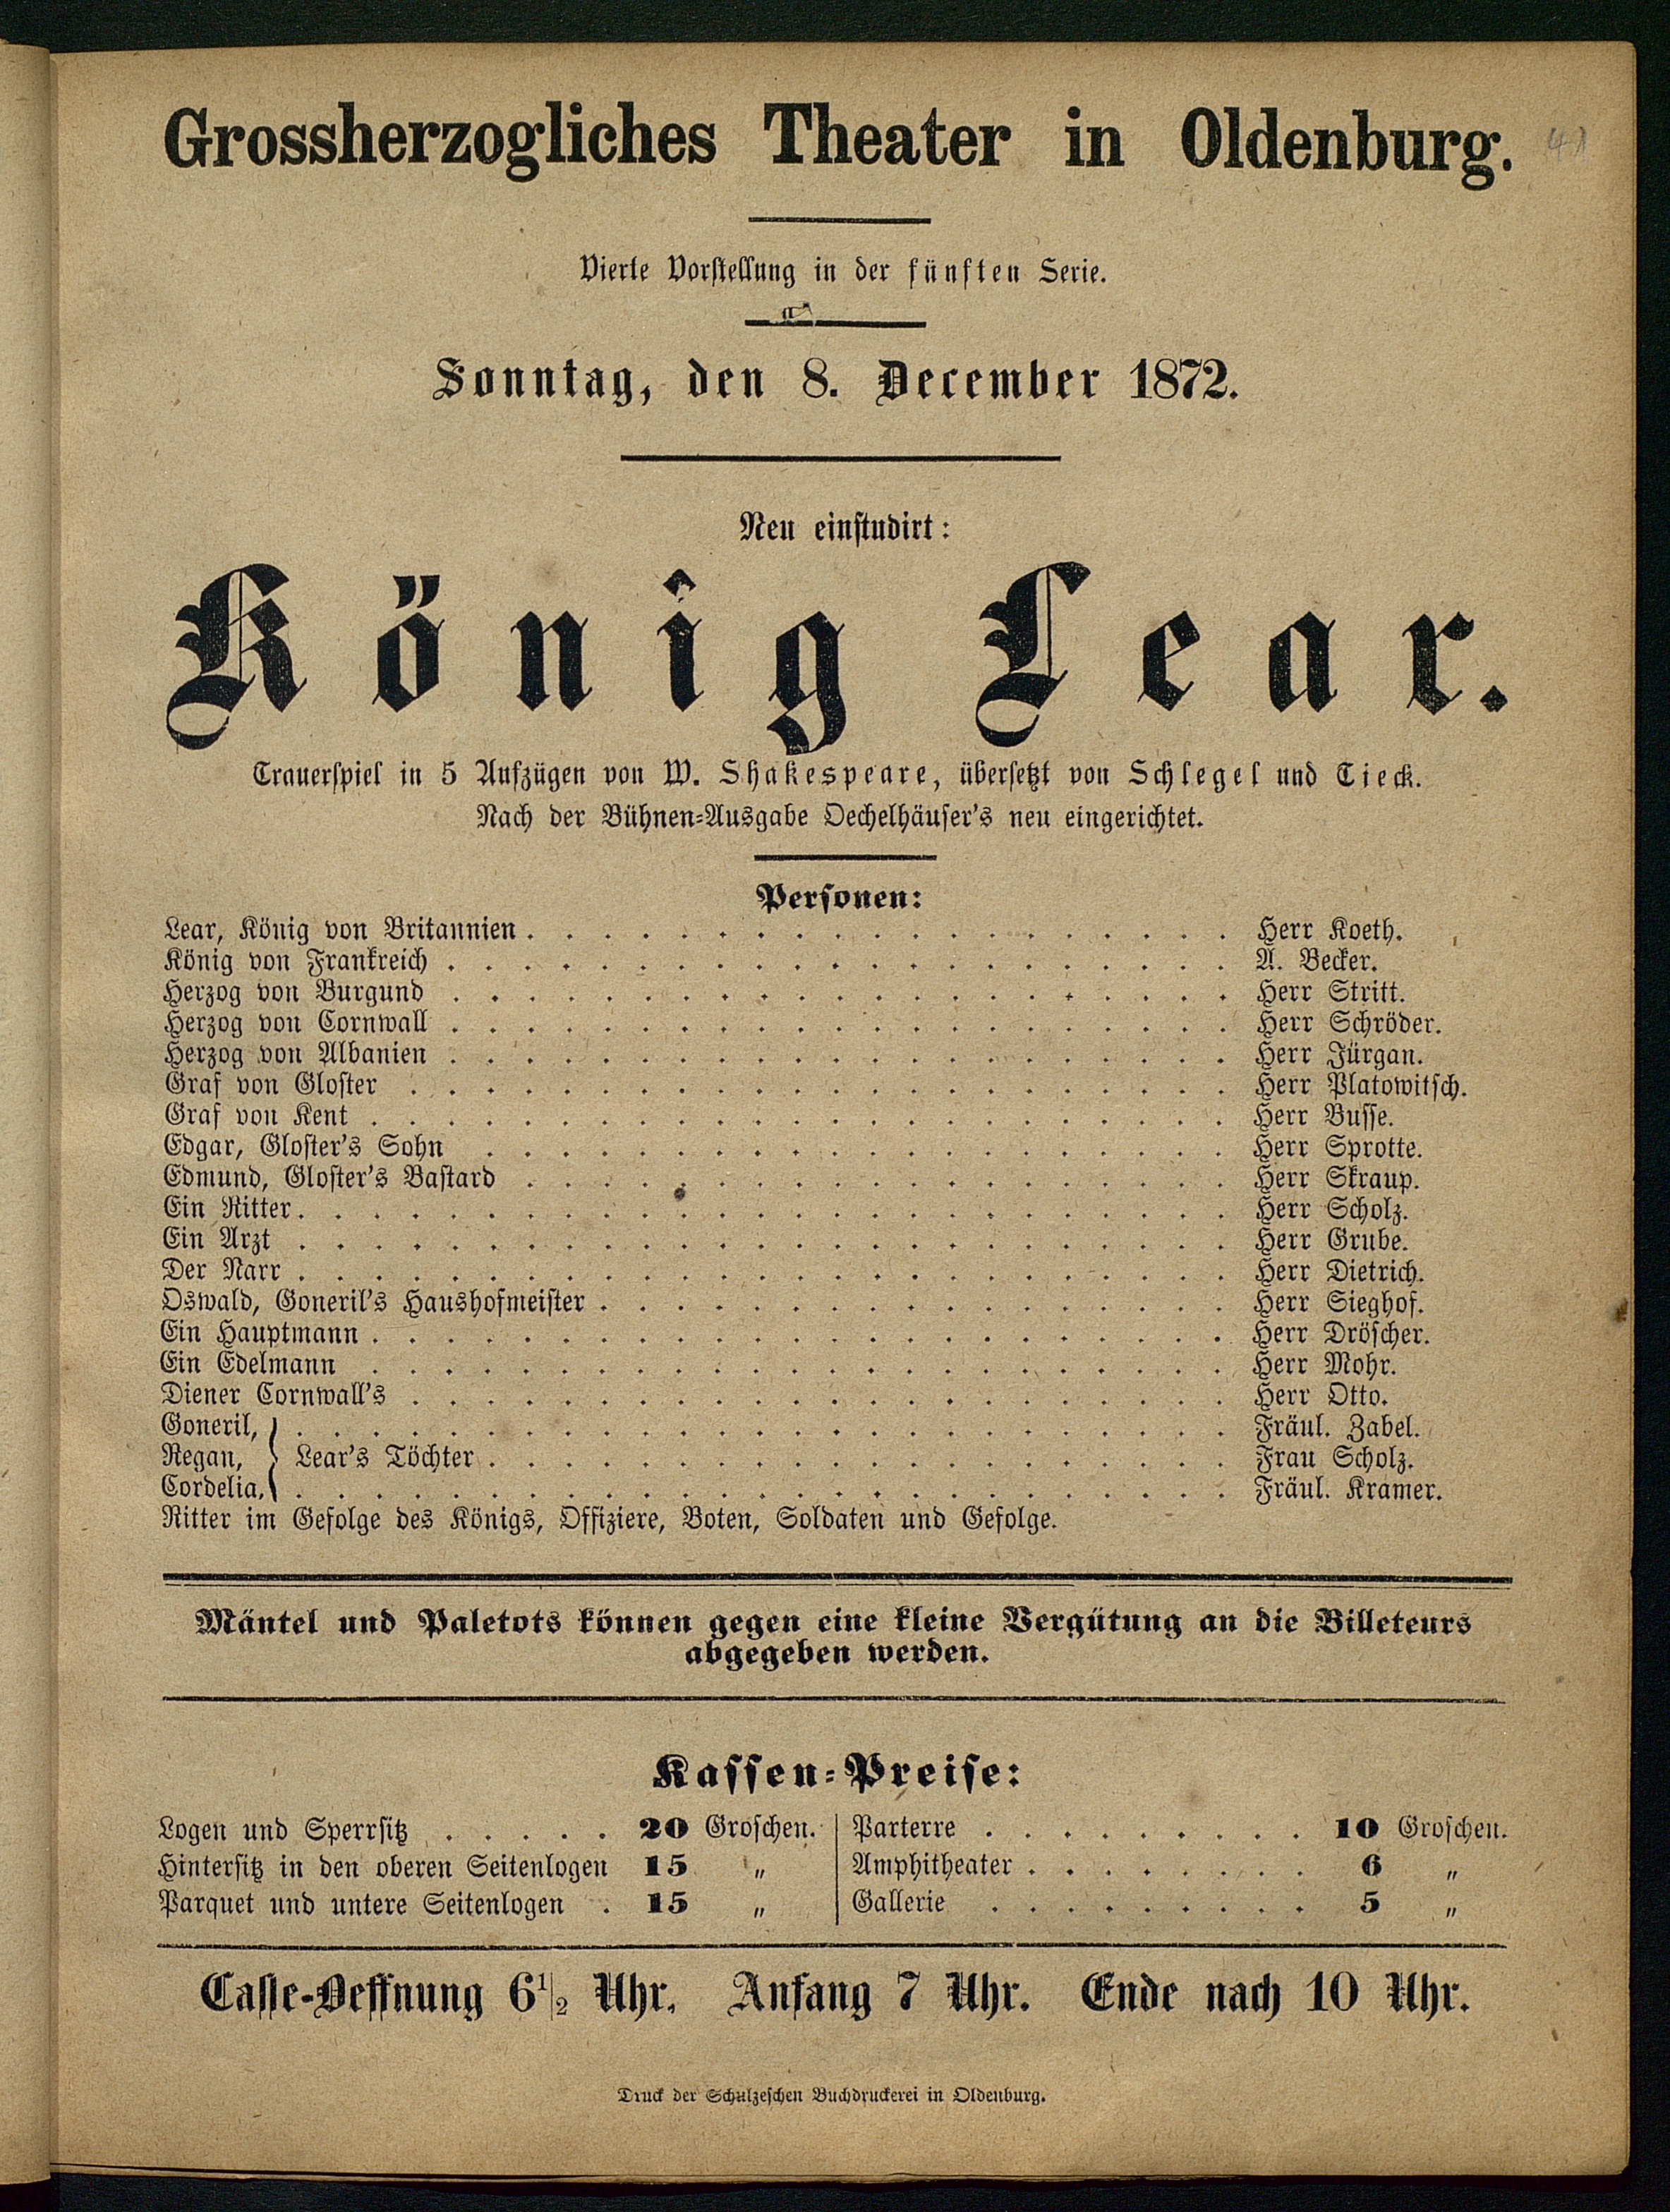 Grossherzogliches Theater in Oldenburg.
41
Vierte Vorstellung in der fünften Serie.
Sonntag, den 8. December 1872.
Neu einstudirt:
König Lear.
Trauerspiel in 5 Aufzügen von W. Shakespeare, übersetzt von Schlegel und Tieck.
Nach der Bühnen-Ausgabe Oechelhäuser's neu eingerichtet.
Personen:
Lear, König von Britannien . . . . . Herr Koeth.
König von Frankreich . . . . . A. Becker.
Herzog von Burgund . . . . . Herr Stritt.
Herzog von Cornwall . . . . . Herr Schröder.
Herzog von Albanien . . . . . Herr Jürgan.
Graf von Gloster . . . . . Herr Platowitsch.
Graf von Kent . . . . . Herr Busse.
Edgar, Gloster's Sohn . . . . . Herr Sprotte.
Edmund, Gloster's Bastard . . . . . Herr Skraup.
Ein Ritter . . . . . Herr Scholz.
Ein Arzt . . . . . Herr Grube.
Der Narr . . . . . Herr Dietrich.
Oswald, Goneril's Haushofmeister . . . . . Herr Sieghof.
Ein Hauptmann . . . . . Herr Dröscher.
Ein Edelmann . . . . . Herr Mohr.
Diener Cornwall's . . . . . Herr Otto.
Goneril, . . . . . Fräul. Zabel.
Regan, } Lear's Töchter . . . . . Frau Scholz.
Cordelia, . . . . . Fräul. Kramer.
Ritter im Gefolge des Königs, Offiziere, Boten, Soldaten und Gefolge.
Mäntel und Paletots können gegen eine kleine Vergütung an die Billeteurs
abgegeben werden.
Kassen-Preise:
Logen und Sperrsitz . . . . . 20 Groschen. | Parterre . . . . . 10 Groschen.
Hintersitz in den oberen Seitenlogen 15 „ | Amphitheater . . . . . 6 „
Parquet und untere Seitenlogen . 15 „ | Gallerie . . . . . 5 „
Casse-Oeffnung 6½ Uhr. Anfang 7 Uhr. Ende nach 10 Uhr.
Druck der Schulzeschen Buchdruckerei in Oldenburg.